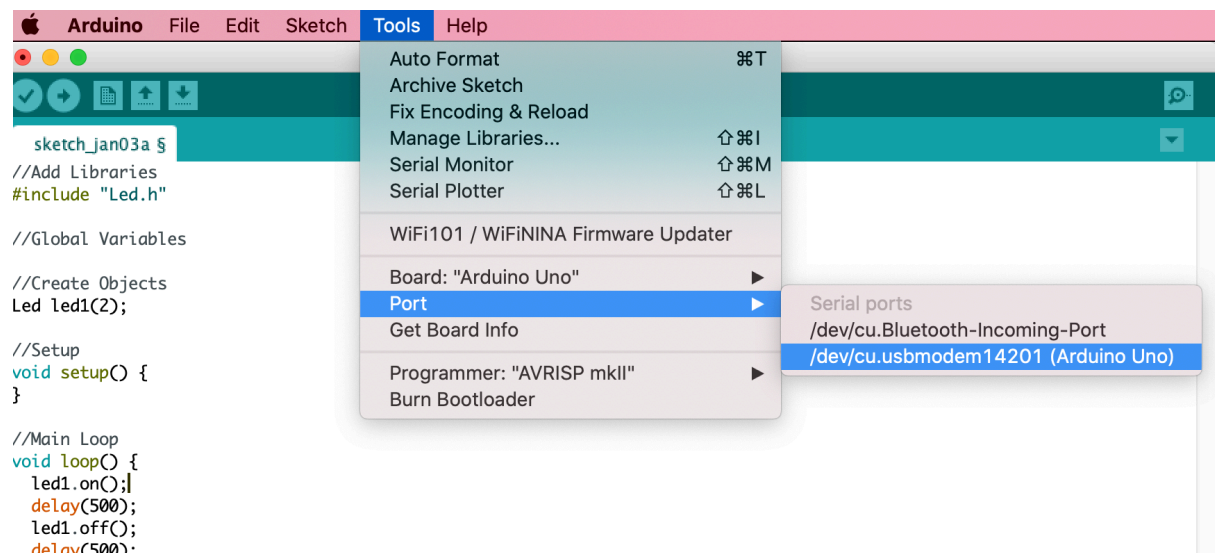 Arduino File Edit Sketch Tools Help
Auto Format ⌘T
Archive Sketch
Fix Encoding & Reload
Manage Libraries... ⇧⌘I
Serial Monitor ⇧⌘M
Serial Plotter ⇧⌘L
WiFi101 / WiFiNINA Firmware Updater
Board: "Arduino Uno" ▶
Port ▶
Get Board Info
Programmer: "AVRISP mkII" ▶
Burn Bootloader
Serial ports
/dev/cu.Bluetooth-Incoming-Port
/dev/cu.usbmodem14201 (Arduino Uno)
sketch_jan03a §
//Add Libraries
#include "Led.h"
//Global Variables
//Create Objects
Led led1(2);
//Setup
void setup() {
}
//Main Loop
void loop() {
led1.on();
delay(500);
led1.off();
delay(500);